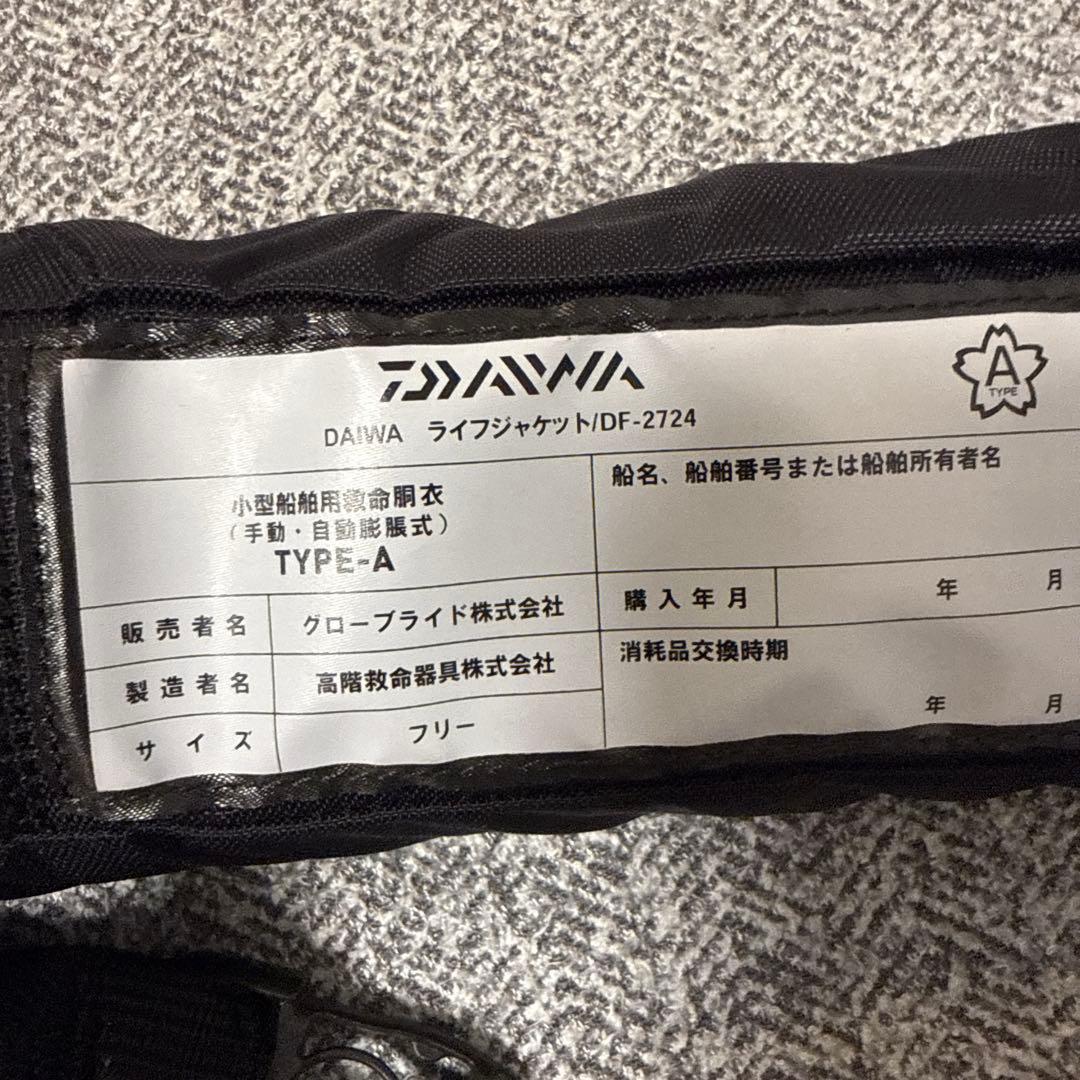 DAIWA
A
TYPE
DAIWA ライフジャケット/DF-2724
小型船舶用救命胴衣
(手動・自動膨脹式)
TYPE-A
船名、船舶番号または船舶所有者名
販売者名 グローブライド株式会社
購入年月 年 月
製造者名 高階救命器具株式会社
消耗品交換時期
年 月
サイズ フリー